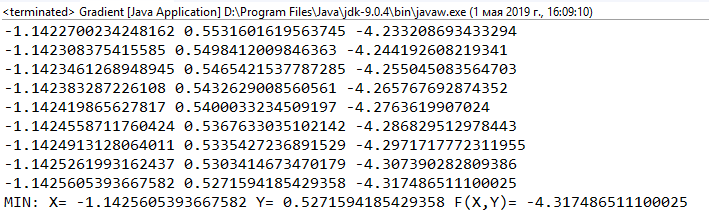 <terminated> Gradient [Java Application] D:\Program Files\Java\jdk-9.0.4\bin\javaw.exe (1 мая 2019 г., 16:09:10)
-1.1422700234248162 0.5531601619563745 -4.233208693433294
-1.142308375415585 0.5498412009846363 -4.244192608219341
-1.1423461268948945 0.5465421537787285 -4.255045083564703
-1.142383287226108 0.5432629008560561 -4.265767692874352
-1.142419865627817 0.5400033234509197 -4.2763619907024
-1.1424558711760424 0.5367633035102142 -4.286829512978443
-1.1424913128064011 0.5335427236891529 -4.2971717772311955
-1.1425261993162437 0.5303414673470179 -4.307390282809386
-1.1425605393667582 0.5271594185429358 -4.317486511100025
MIN: X= -1.1425605393667582 Y= 0.5271594185429358 F(X,Y)= -4.317486511100025